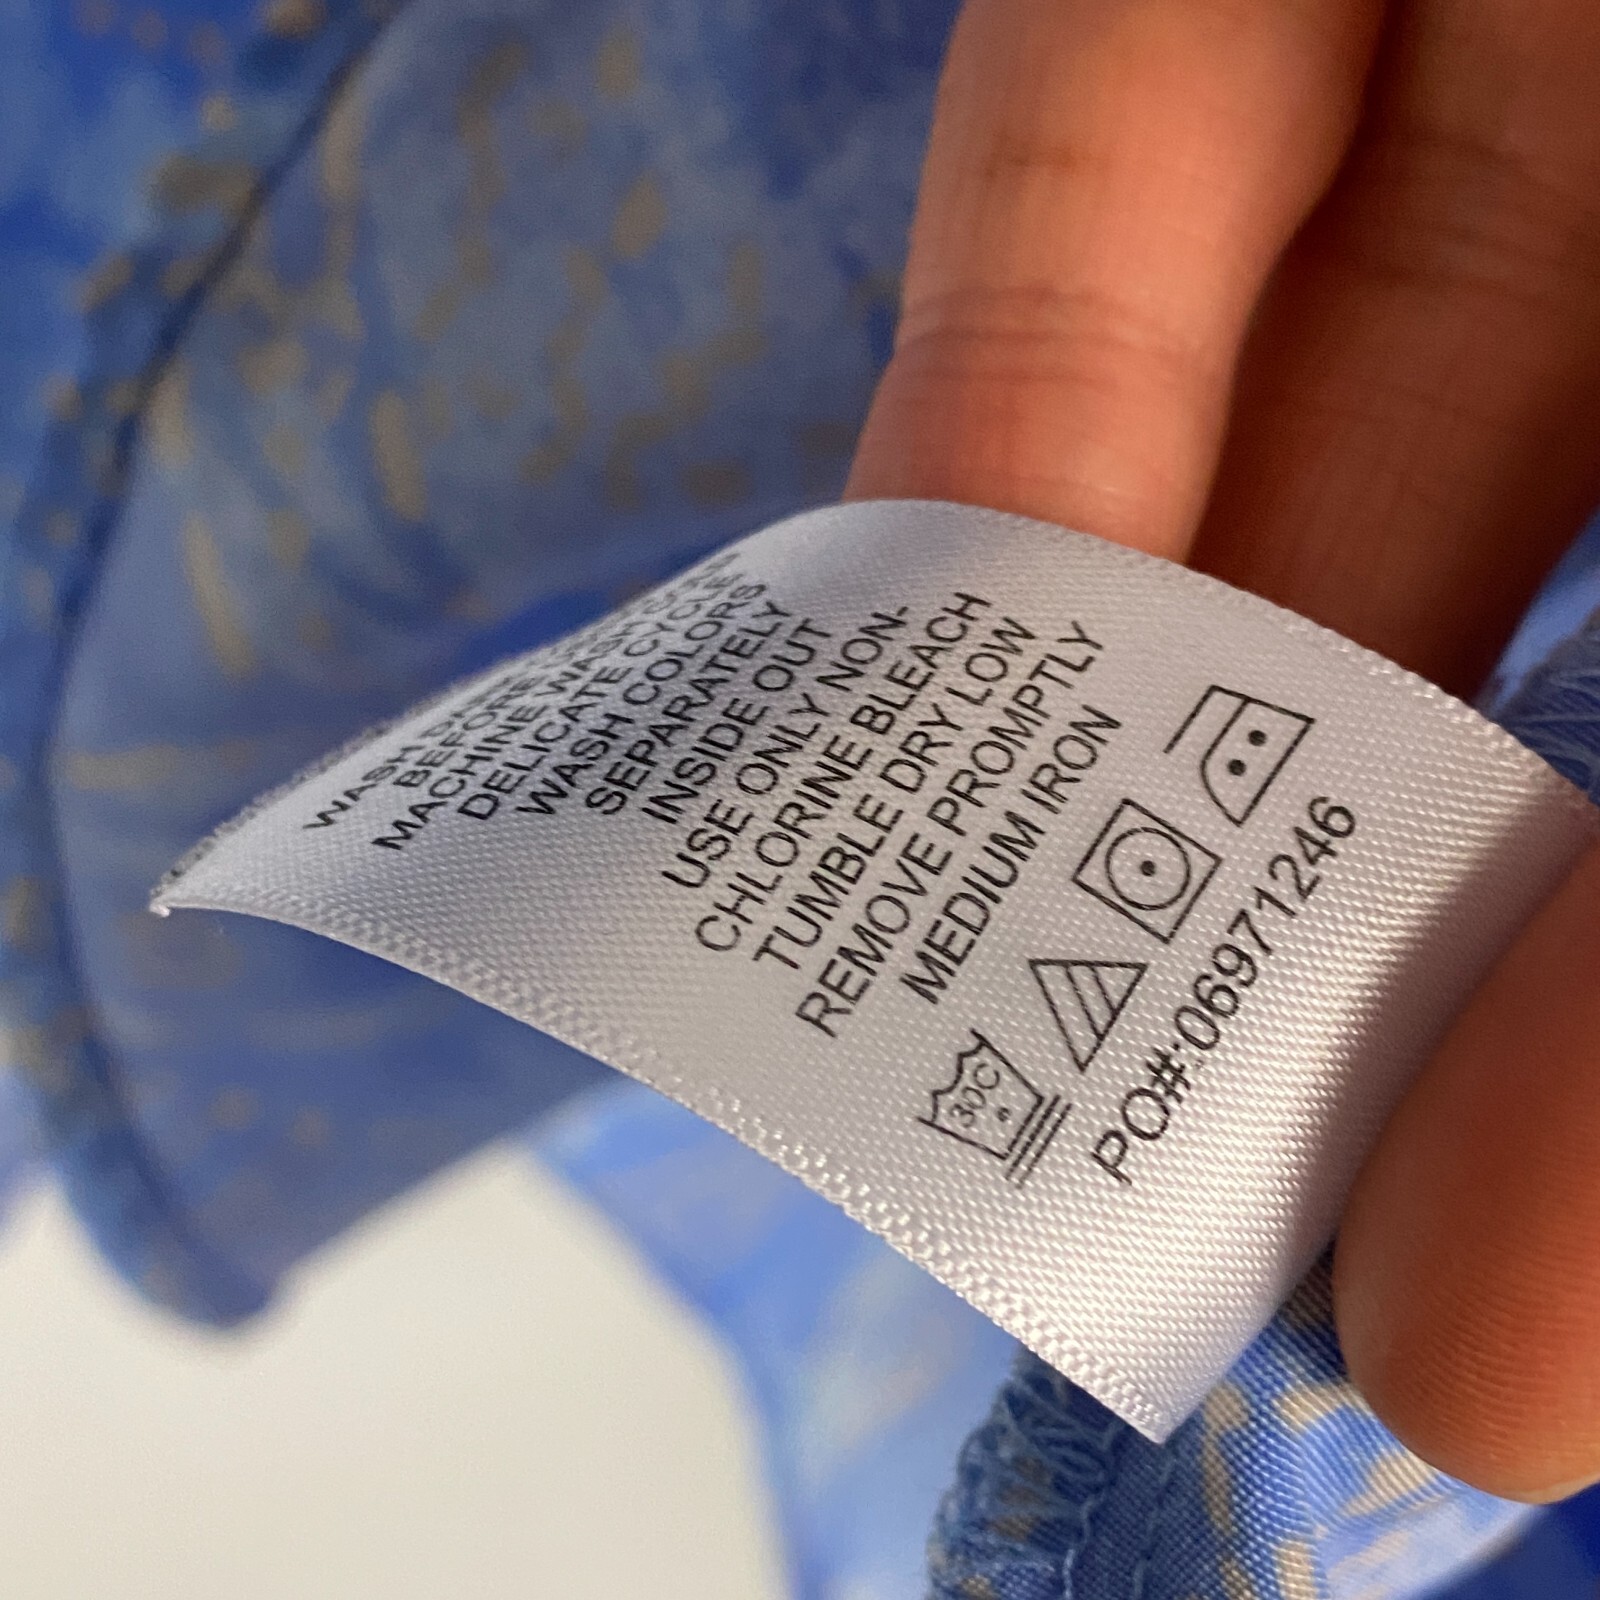 WASH
BEFORE
MACHINE WASH
DELICATE CYCLE
WASH COLORS
SEPARATELY
INSIDE OUT
USE ONLY NON-
CHLORINE BLEACH
TUMBLE DRY LOW
REMOVE PROMPTLY
MEDIUM IRON
30C
PO#:06971246